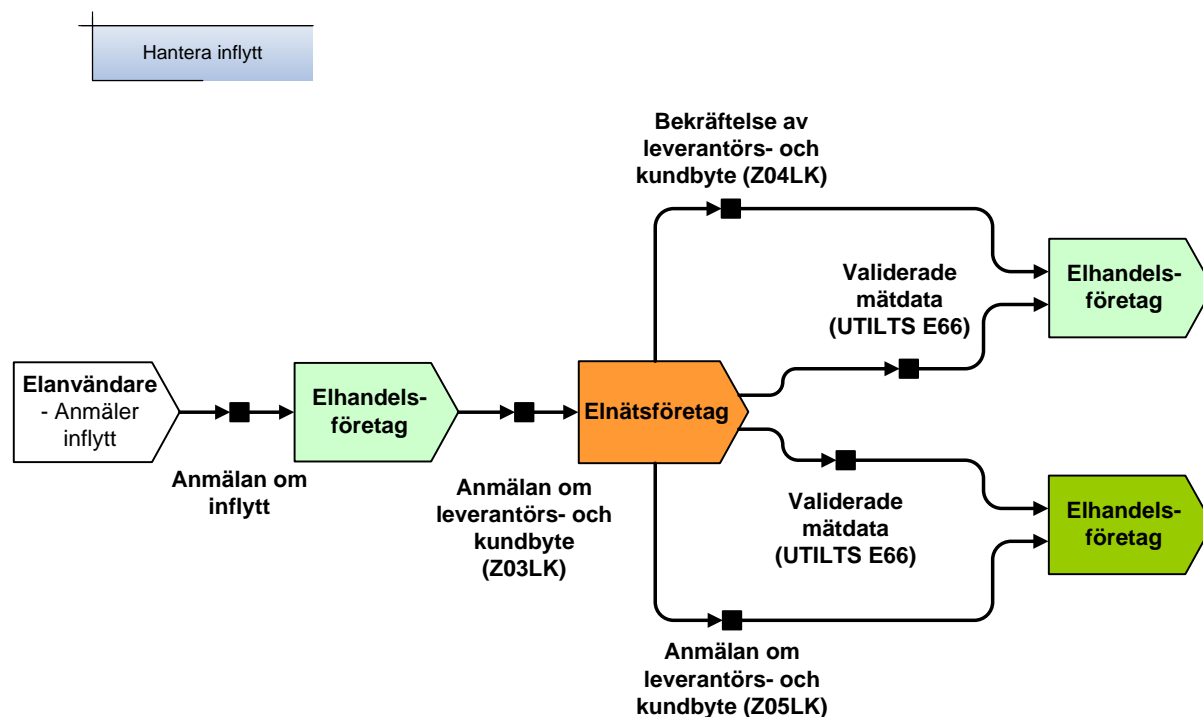 Hantera inflytt
Bekräftelse av
leverantörs- och
kundbyte (Z04LK)
Validerade
mätdata
(UTILTS E66)
Elhandels-
företag
Elanvändare
- Anmäler
inflytt
Anmälan om
inflytt
Elhandels-
företag
Anmälan om
leverantörs- och
kundbyte
(Z03LK)
Elnätsföretag
Validerade
mätdata
(UTILTS E66)
Elhandels-
företag
Anmälan om
leverantörs- och
kundbyte (Z05LK)